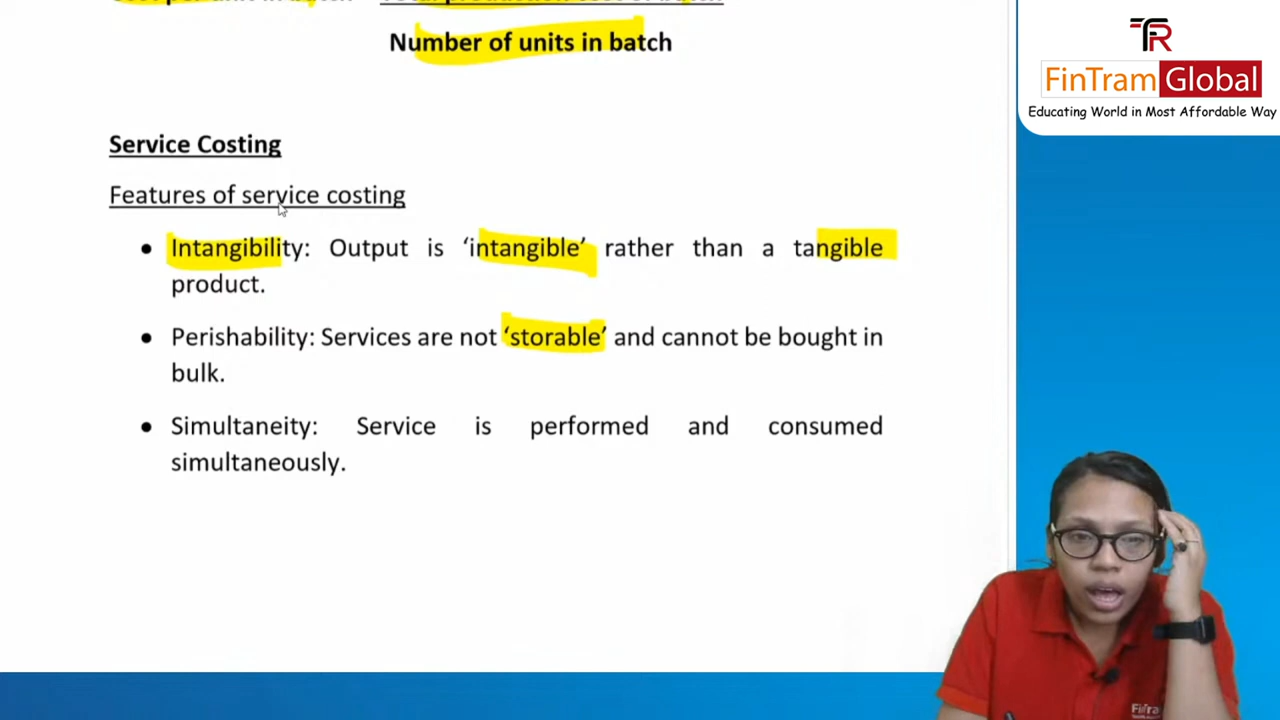 Number of units in batch
Service Costing
Features of service costing
• Intangibility: Output is ‘intangible’ rather than a tangible
product.
• Perishability: Services are not ‘storable’ and cannot be bought in
bulk.
• Simultaneity: Service is performed and consumed
simultaneously.
FR
FinTram Global
Educating World in Most Affordable Way